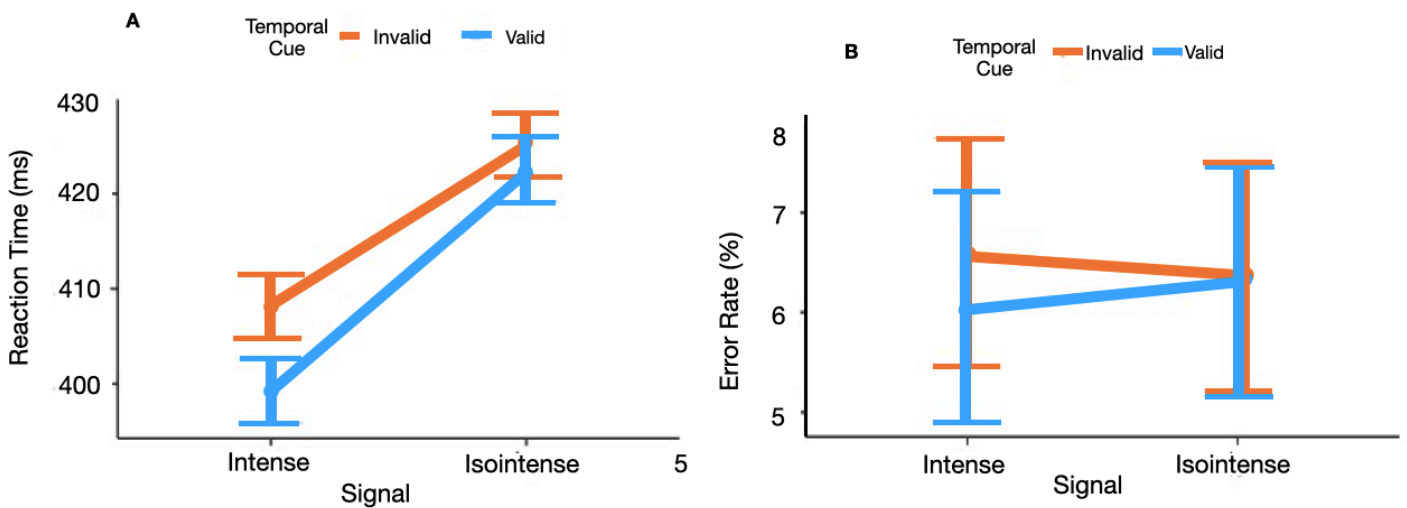 A
Temporal
Cue
Invalid
Valid
430
420
410
400
Reaction Time (ms)
Intense
Isointense
5
Signal
B
Temporal
Cue
Invalid
Valid
8
7
6
5
Error Rate (%)
Intense
Isointense
Signal